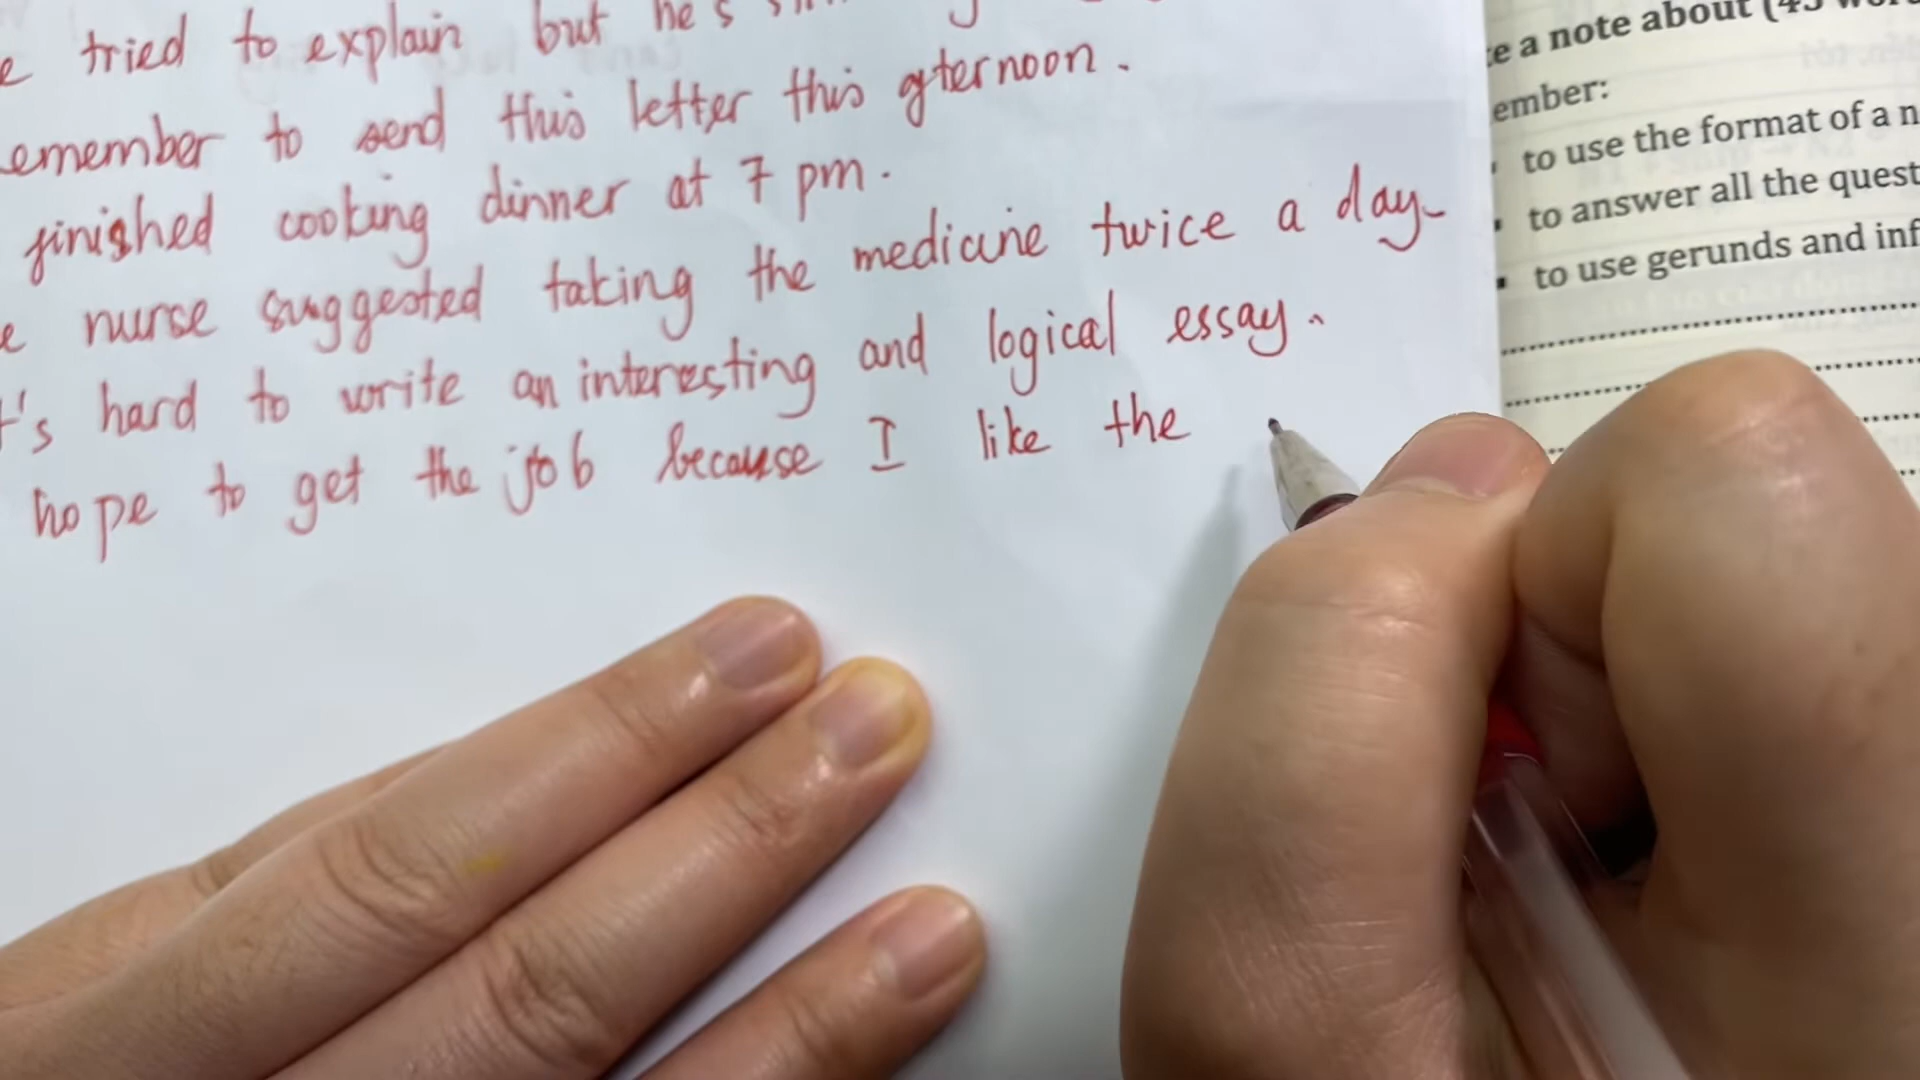 tried to explain but he's
emember to send this letter this gternoon.
finished cooking dinner at 7 pm.
e nurse suggested taking the medicine twice a day.
t's hard to write an interesting and logical essay.
hope to get the job because I like the
e a note about (45
ember:
to use the format of a n
to answer all the quest
to use gerunds and inf